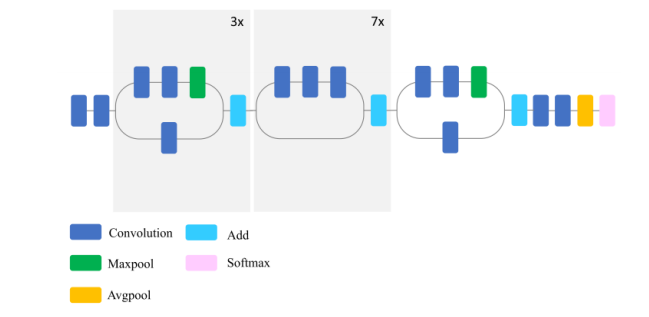 3x
7x
Convolution
Add
Maxpool
Softmax
Avgpool